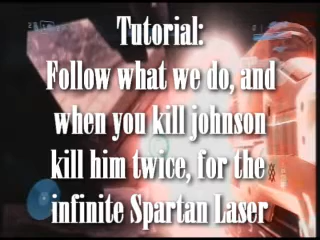 Tutorial:
Follow what we do, and
when you kill johnson
kill him twice, for the
infinite Spartan Laser